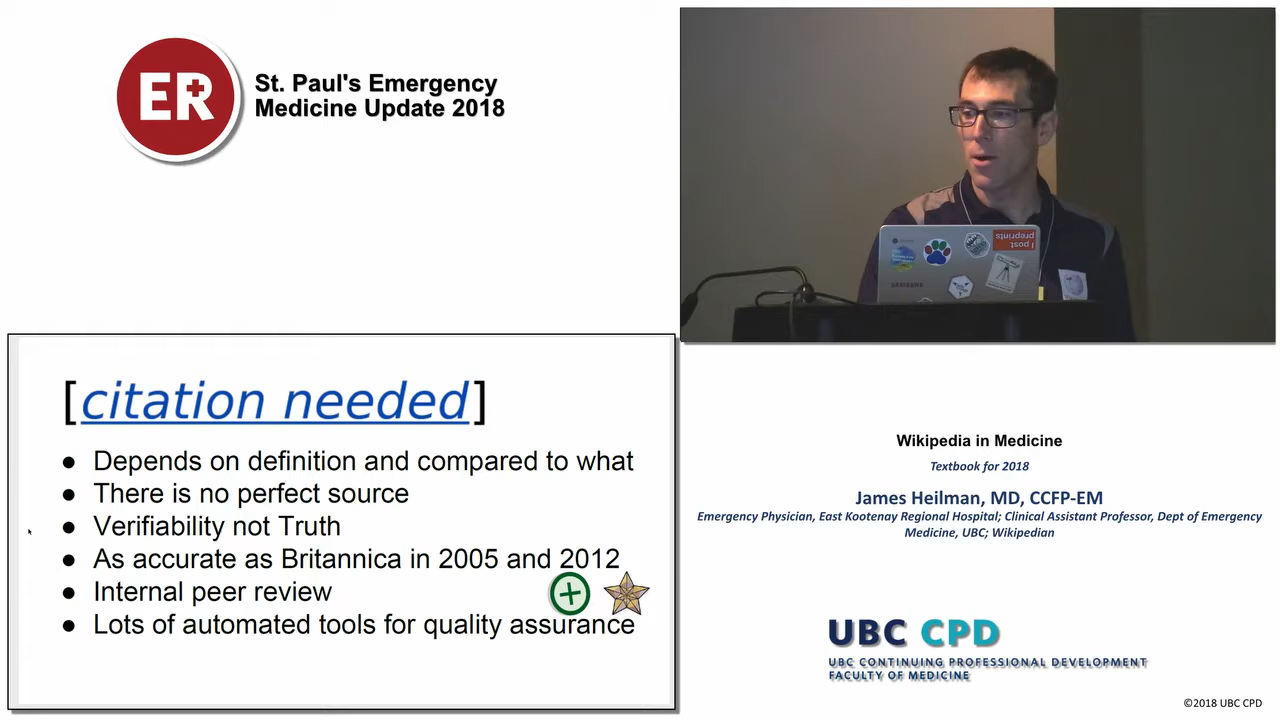 ER
St. Paul's Emergency
Medicine Update 2018
I post
preprints
SAMSUNG
[citation needed]
● Depends on definition and compared to what
● There is no perfect source
● Verifiability not Truth
● As accurate as Britannica in 2005 and 2012
● Internal peer review
● Lots of automated tools for quality assurance
Wikipedia in Medicine
Textbook for 2018
James Heilman, MD, CCFP-EM
Emergency Physician, East Kootenay Regional Hospital; Clinical Assistant Professor, Dept of Emergency
Medicine, UBC; Wikipedian
UBC CPD
UBC CONTINUING PROFESSIONAL DEVELOPMENT
FACULTY OF MEDICINE
©2018 UBC CPD